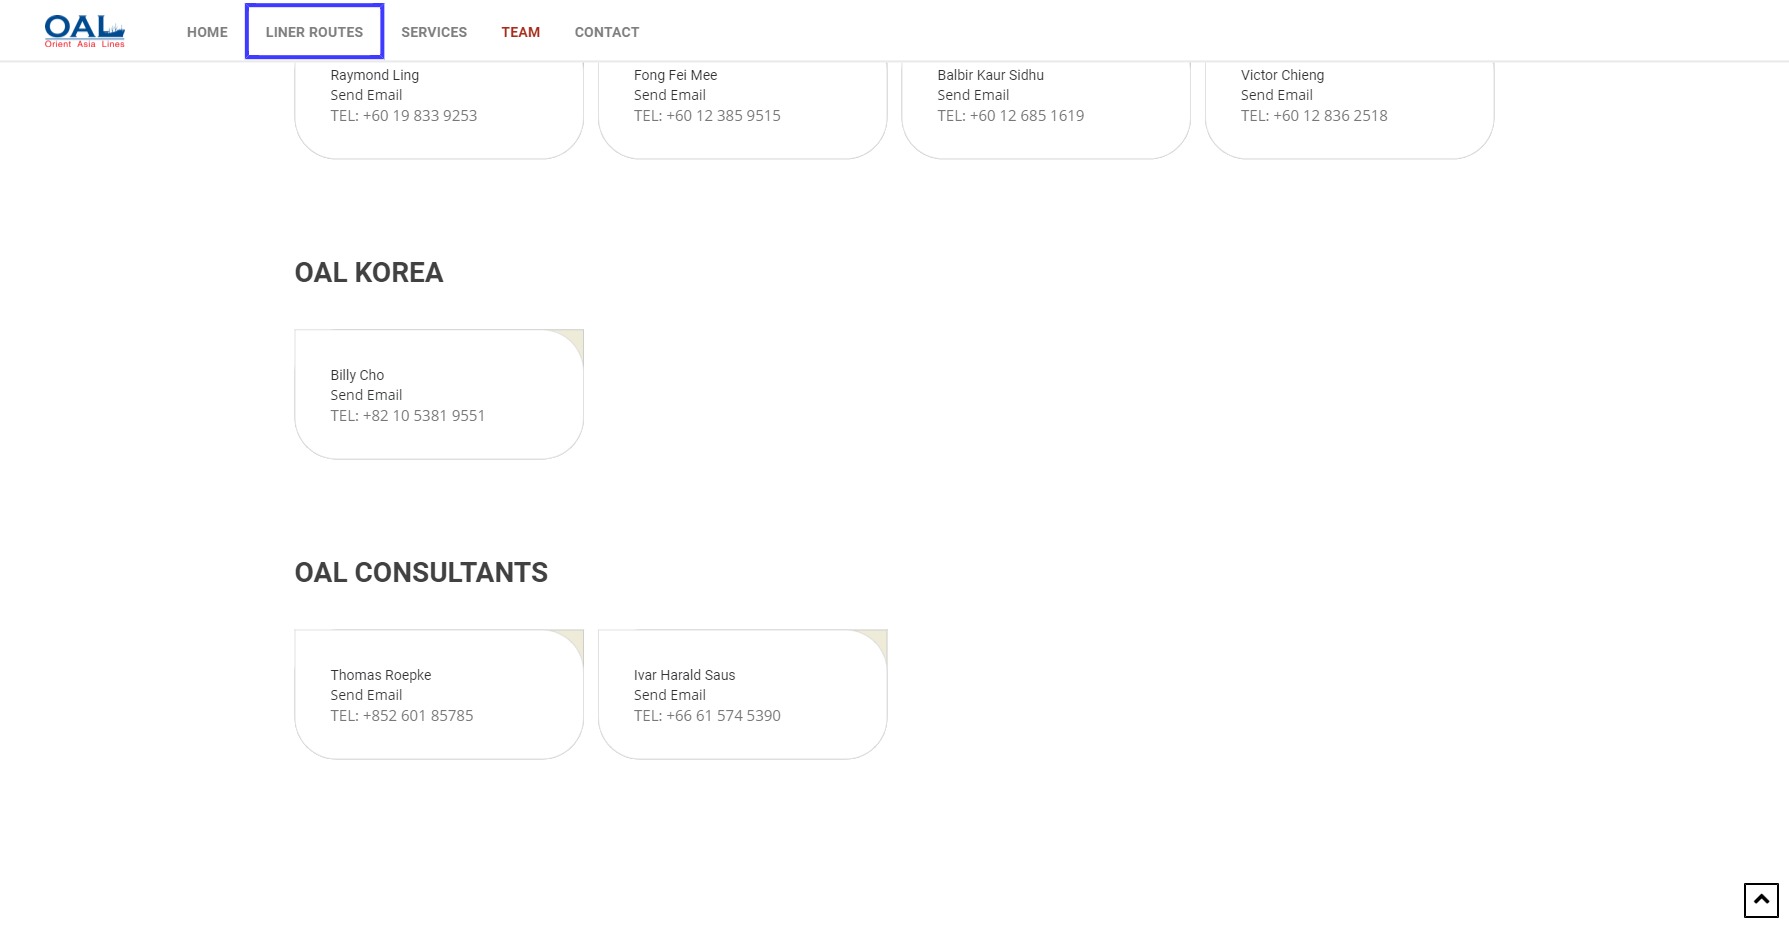 OAL
Orient Asia Lines
HOME LINER ROUTES SERVICES TEAM CONTACT
Raymond Ling
Send Email
TEL: +60 19 833 9253
Fong Fei Mee
Send Email
TEL: +60 12 385 9515
Balbir Kaur Sidhu
Send Email
TEL: +60 12 685 1619
Victor Chieng
Send Email
TEL: +60 12 836 2518
OAL KOREA
Billy Cho
Send Email
TEL: +82 10 5381 9551
OAL CONSULTANTS
Thomas Roepke
Send Email
TEL: +852 601 85785
Ivar Harald Saus
Send Email
TEL: +66 61 574 5390